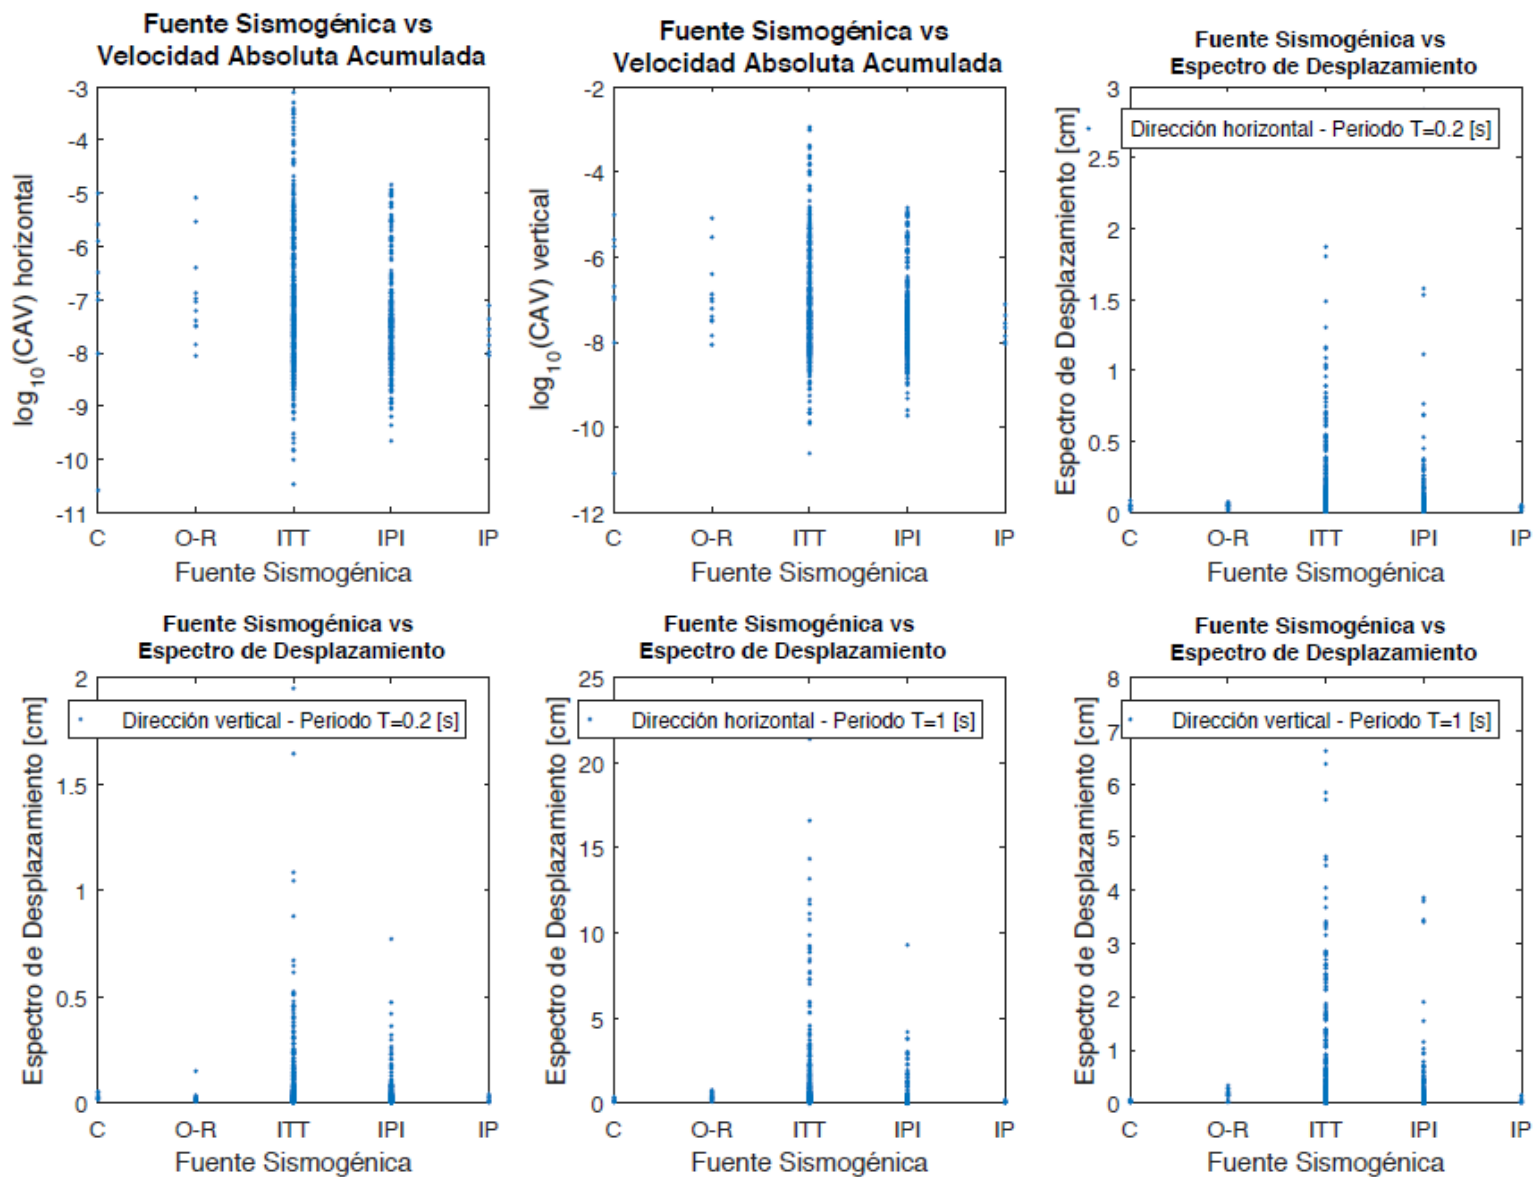 Fuente Sismogénica vs
Velocidad Absoluta Acumulada
-3
-4
-5
-6
-7
-8
-9
-10
-11
log10(CAV) horizontal
C O-R ITT IPI IP
Fuente Sismogénica
Fuente Sismogénica vs
Velocidad Absoluta Acumulada
-2
-4
-6
-8
-10
-12
log10(CAV) vertical
C O-R ITT IPI IP
Fuente Sismogénica
Fuente Sismogénica vs
Espectro de Desplazamiento
3
2.5
2
1.5
1
0.5
0
Espectro de Desplazamiento [cm]
Dirección horizontal - Periodo T=0.2 [s]
C O-R ITT IPI IP
Fuente Sismogénica
Fuente Sismogénica vs
Espectro de Desplazamiento
2
1.5
1
0.5
0
Espectro de Desplazamiento [cm]
Dirección vertical - Periodo T=0.2 [s]
C O-R ITT IPI IP
Fuente Sismogénica
Fuente Sismogénica vs
Espectro de Desplazamiento
25
20
15
10
5
0
Espectro de Desplazamiento [cm]
Dirección horizontal - Periodo T=1 [s]
C O-R ITT IPI IP
Fuente Sismogénica
Fuente Sismogénica vs
Espectro de Desplazamiento
8
7
6
5
4
3
2
1
0
Espectro de Desplazamiento [cm]
Dirección vertical - Periodo T=1 [s]
C O-R ITT IPI IP
Fuente Sismogénica